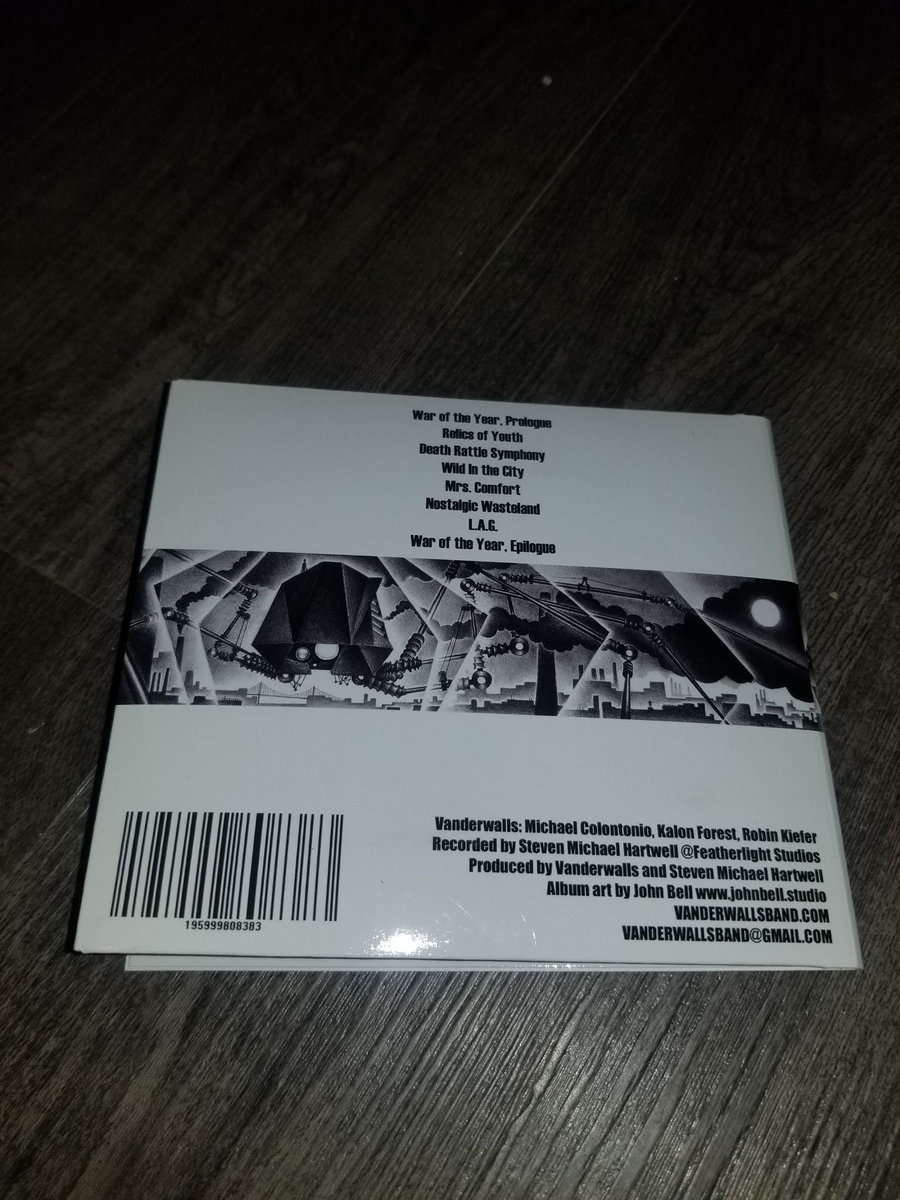 War of the Year, Prologue
Relics of Youth
Death Rattle Symphony
Wild In the City
Mrs. Comfort
Nostalgic Wasteland
L.A.G.
War of the Year, Epilogue
195999808383
Vanderwalls: Michael Colontonio, Kalon Forest, Robin Kiefer
Recorded by Steven Michael Hartwell @Featherlight Studios
Produced by Vanderwalls and Steven Michael Hartwell
Album art by John Bell www.johnbell.studio
VANDERWALLSBAND.COM
VANDERWALLSBAND@GMAIL.COM